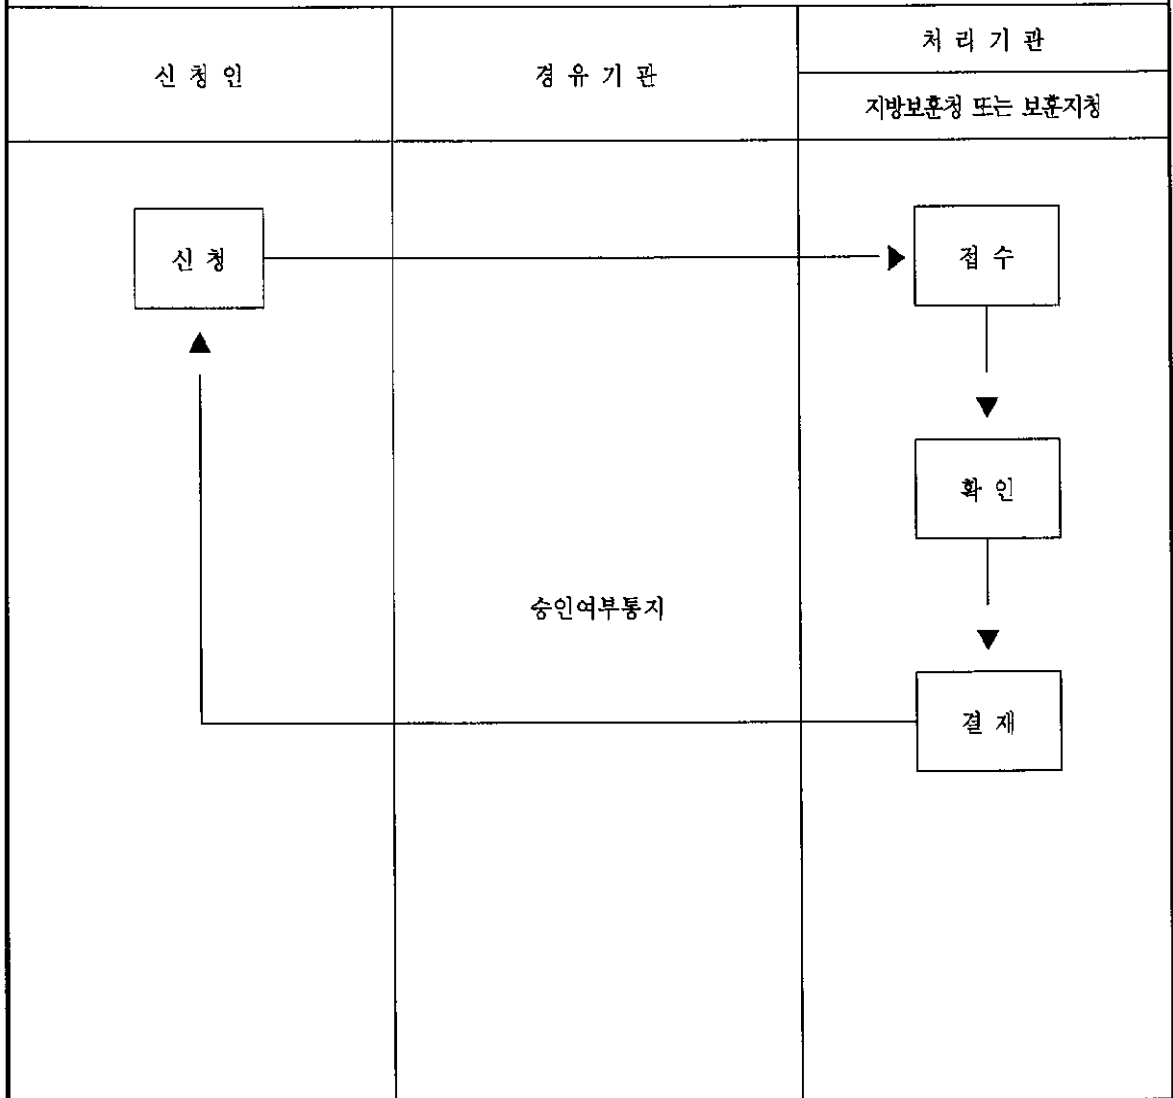 신 청 인
경 유 기 관
처 리 기 관
지방보훈청 또는 보훈지청
신 청
접 수
확 인
승인여부통지
결 재